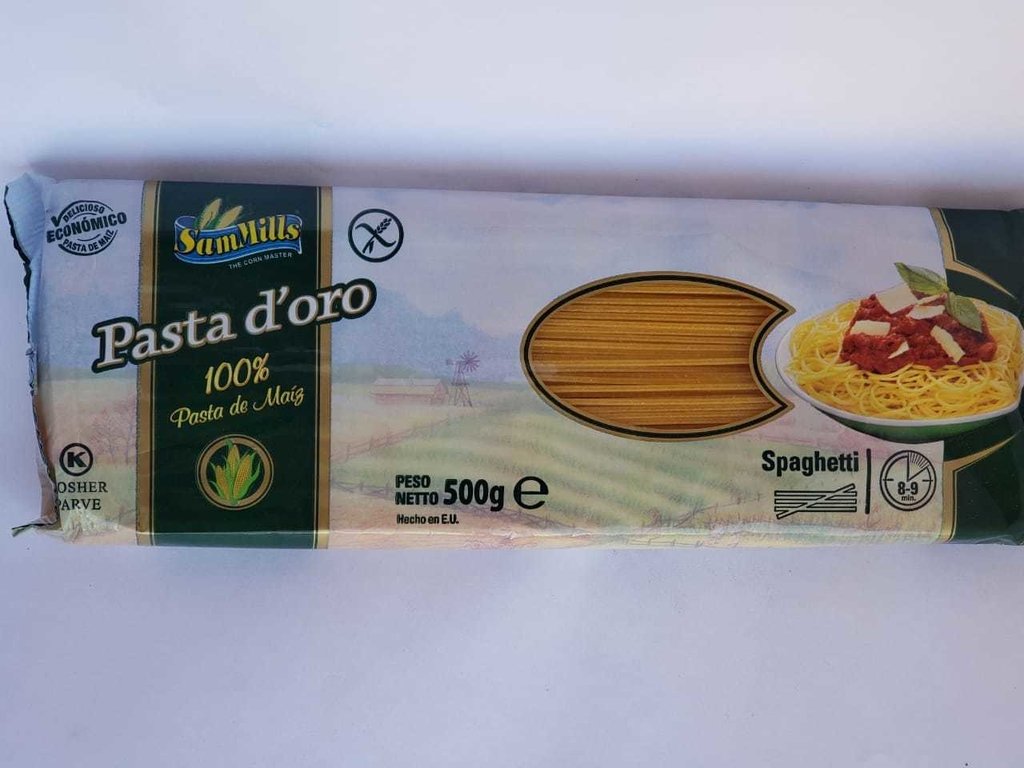 DELICIOSO
ECONÓMICO
PASTA DE MAÍZ
SamMills
THE CORN MASTER
Pasta d'oro
100%
Pasta de Maíz
K
OSHER
PARVE
PESO
NETTO 500g e
Hecho en E.U.
Spaghetti
8-9
min.